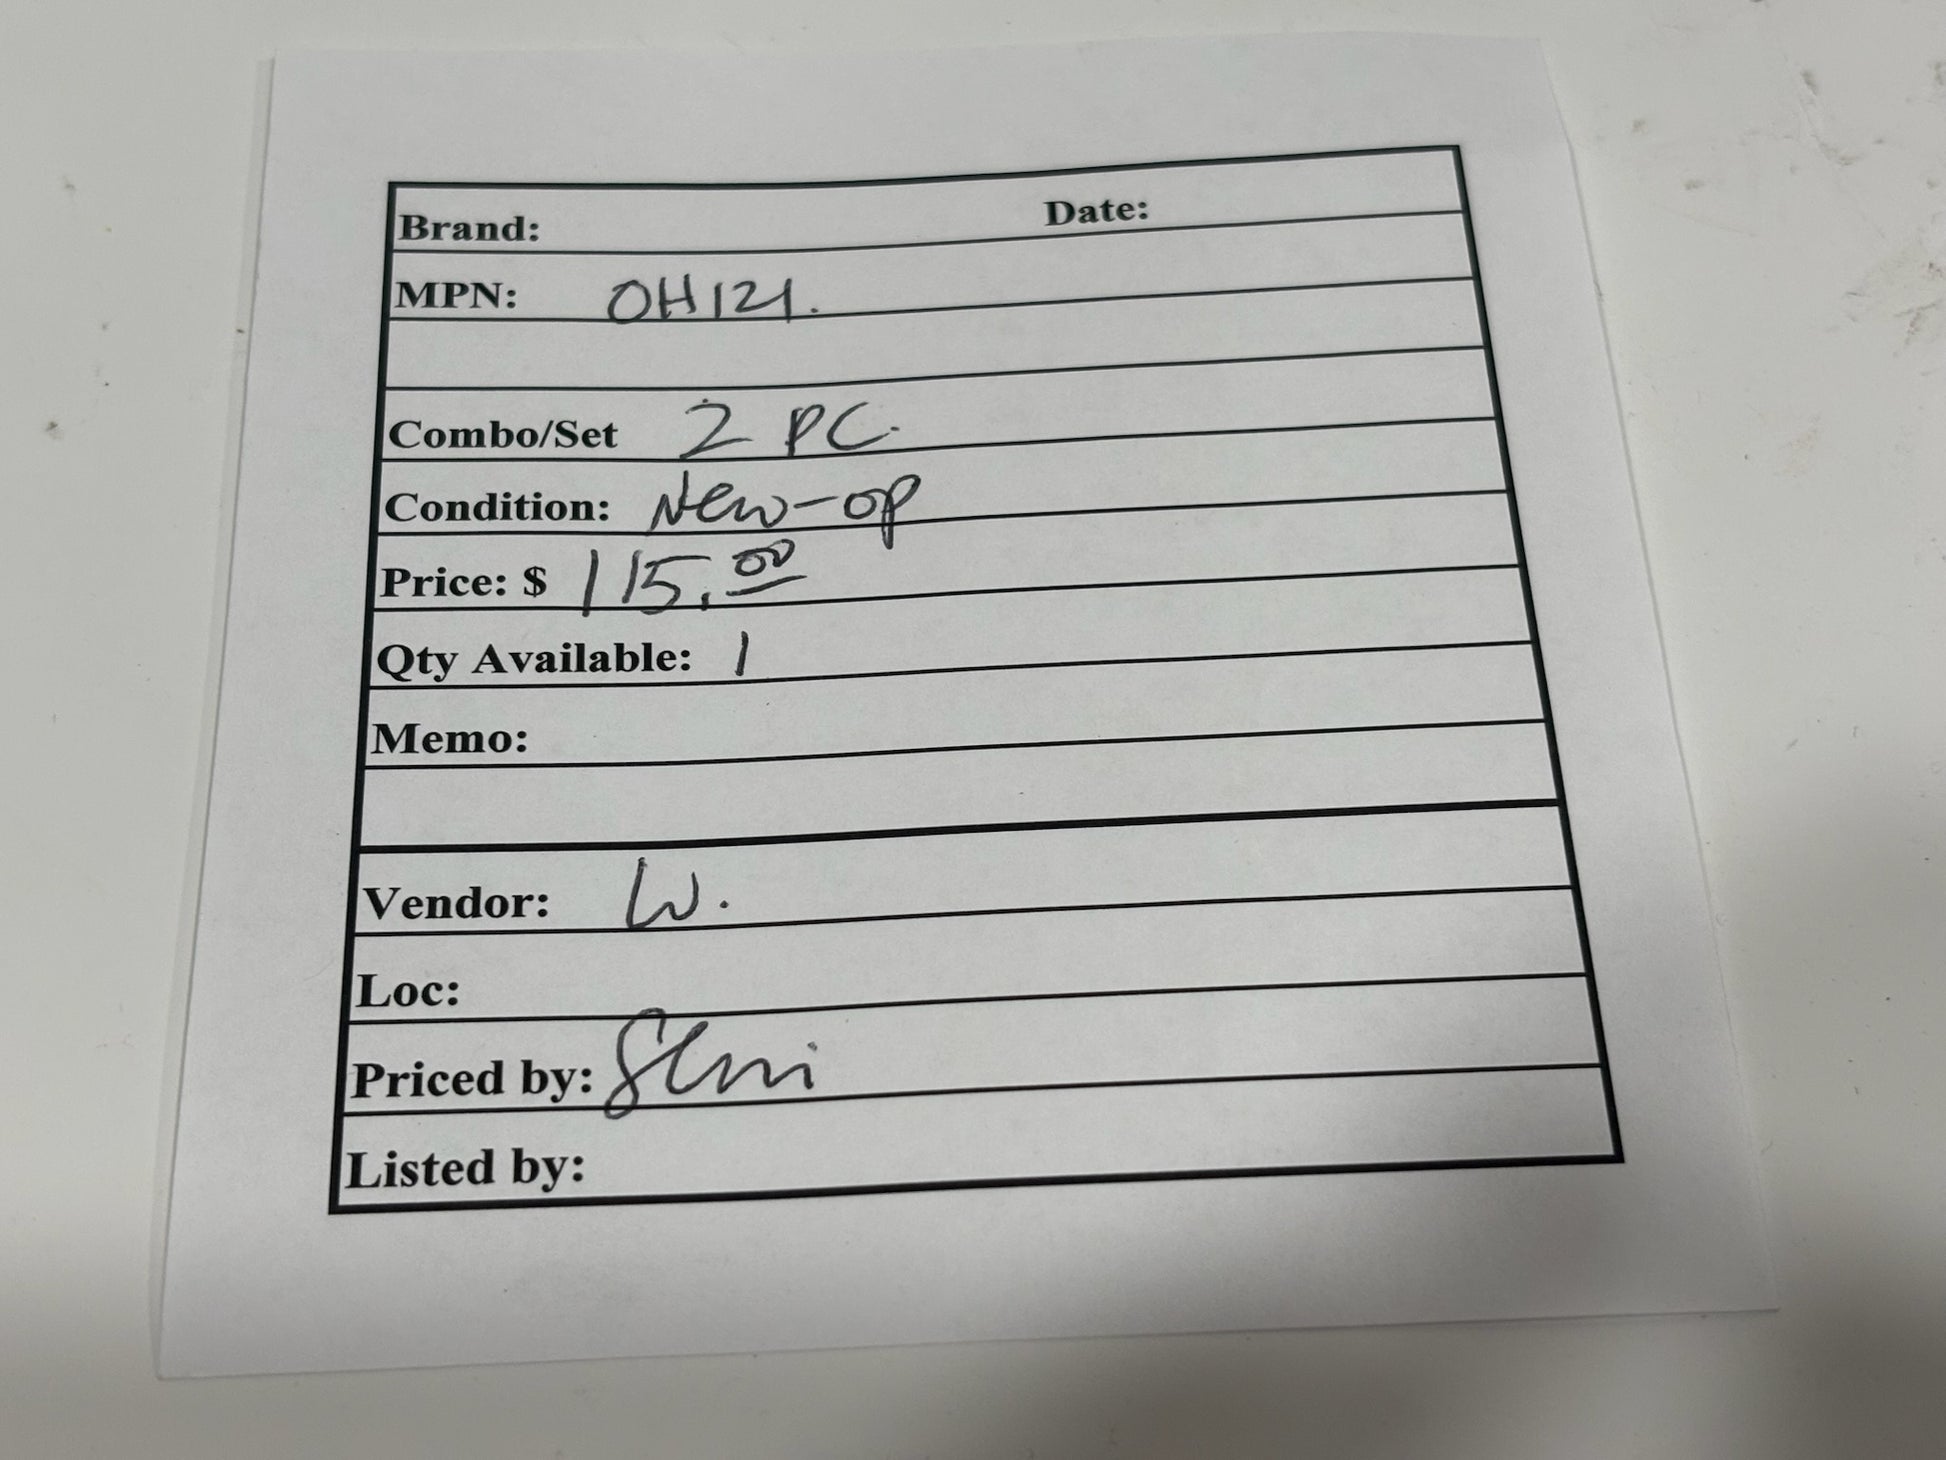 Brand: Date:
MPN: OH121.
Combo/Set 2 PC.
Condition: New-op
Price: $ 115.00
Qty Available: 1
Memo:
Vendor: W.
Loc:
Priced by:
Listed by: